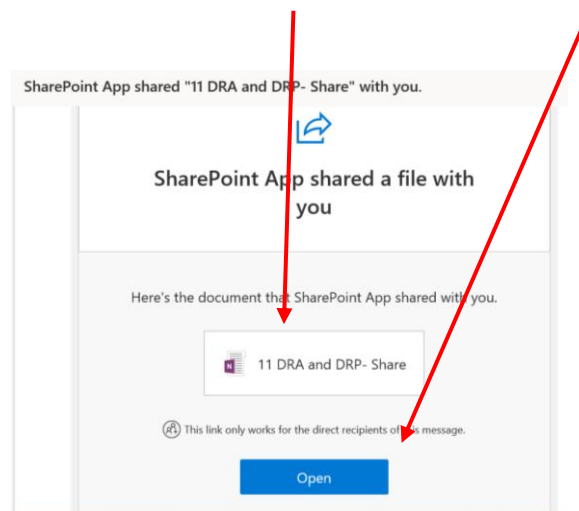 SharePoint App shared "11 DRA and DRP- Share" with you.
SharePoint App shared a file with
you
Here's the document that SharePoint App shared with you.
N
11 DRA and DRP- Share
This link only works for the direct recipients of this message.
Open